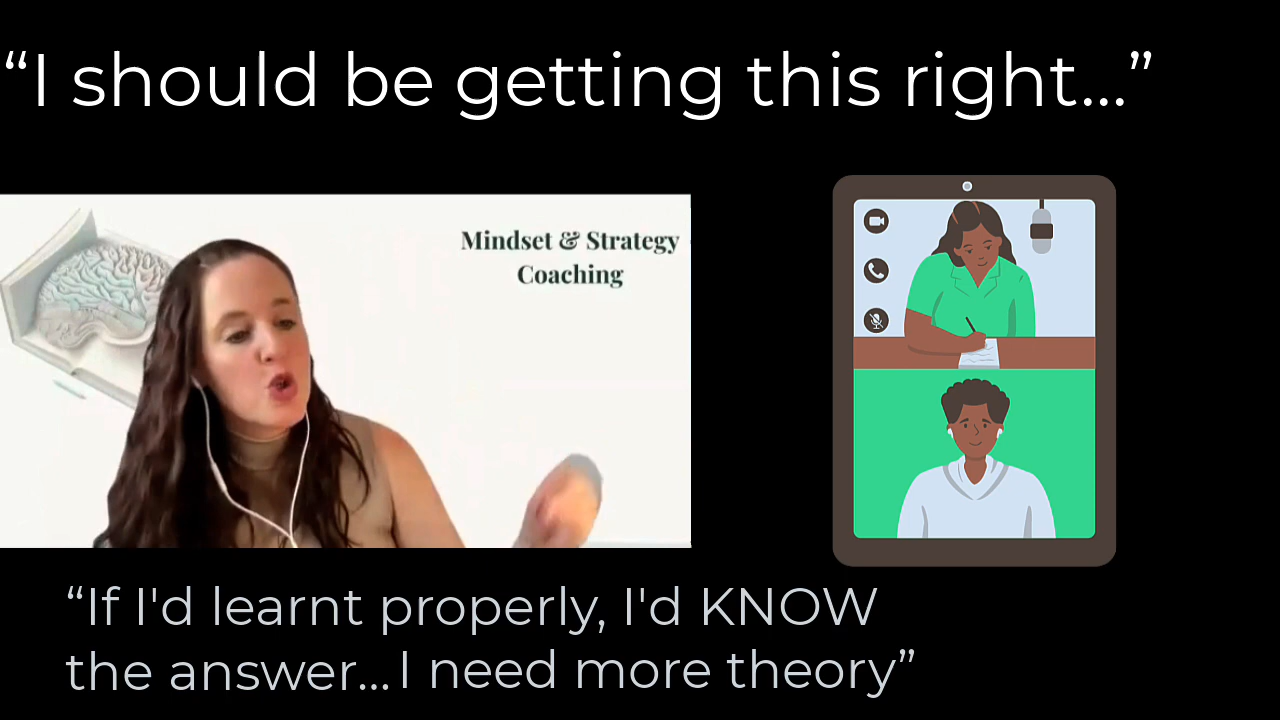 “I should be getting this right...”
Mindset & Strategy
Coaching
“If I'd learnt properly, I'd KNOW
the answer... I need more theory”